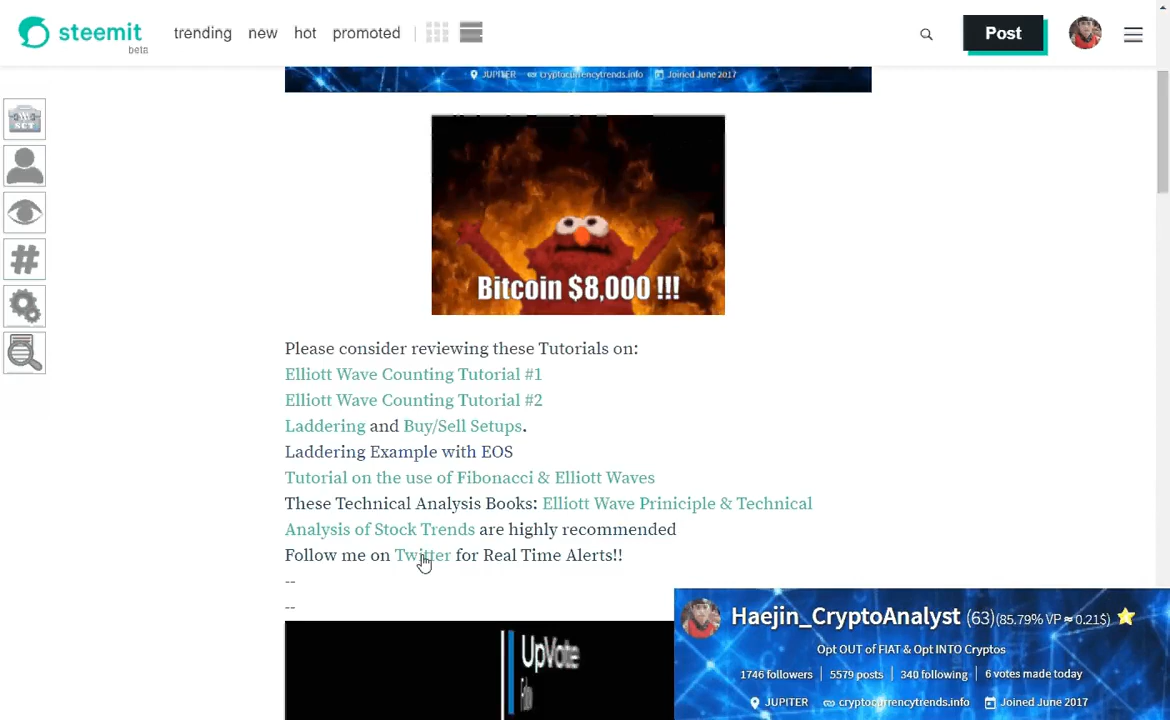 steemit
beta
trending new hot promoted
Post
SCT
JUPITER cryptocurrencytrends.info Joined June 2017
Bitcoin $8,000 !!!
Please consider reviewing these Tutorials on:
Elliott Wave Counting Tutorial #1
Elliott Wave Counting Tutorial #2
Laddering and Buy/Sell Setups.
Laddering Example with EOS
Tutorial on the use of Fibonacci & Elliott Waves
These Technical Analysis Books: Elliott Wave Priniciple & Technical
Analysis of Stock Trends are highly recommended
Follow me on Twitter for Real Time Alerts!!
--
--
UpVote
Haejin_CryptoAnalyst (63)(85.79% VP ≈ 0.21$)
Opt OUT of FIAT & Opt INTO Cryptos
1746 followers | 5579 posts | 340 following | 6 votes made today
JUPITER cryptocurrencytrends.info Joined June 2017